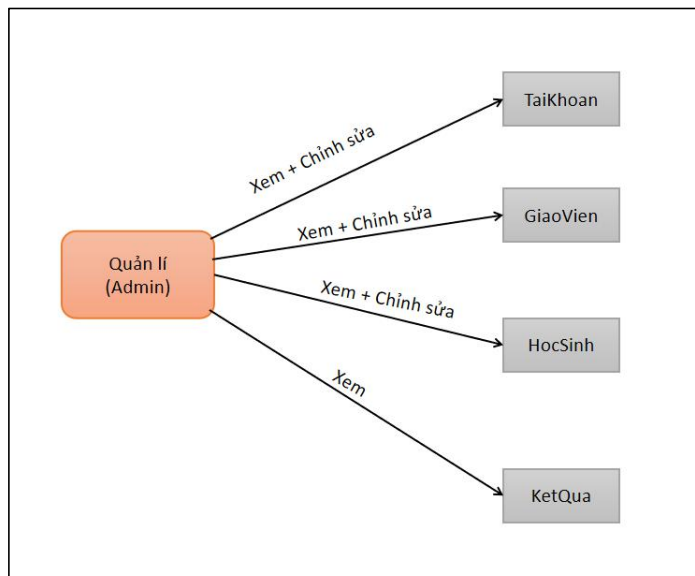 TaiKhoan
Xem + Chỉnh sửa
Xem + Chỉnh sửa
GiaoVien
Quản lí
(Admin)
Xem + Chỉnh sửa
HocSinh
Xem
KetQua